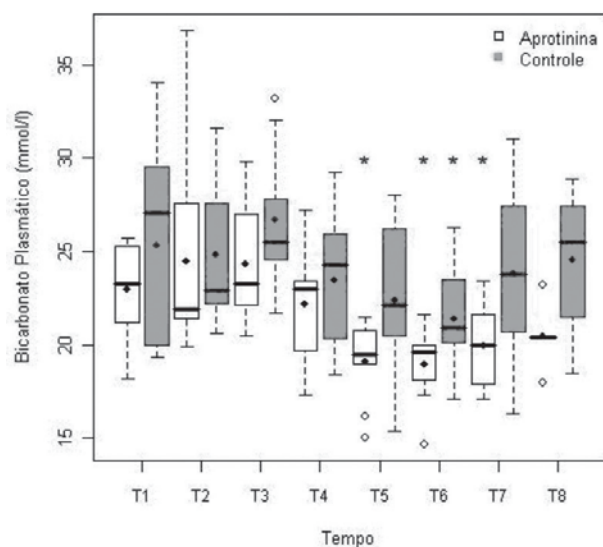 Aprotinina
Controle
Bicarbonato Plasmático (mmol/l)
35
30
25
20
15
* * * *
T1 T2 T3 T4 T5 T6 T7 T8
Tempo